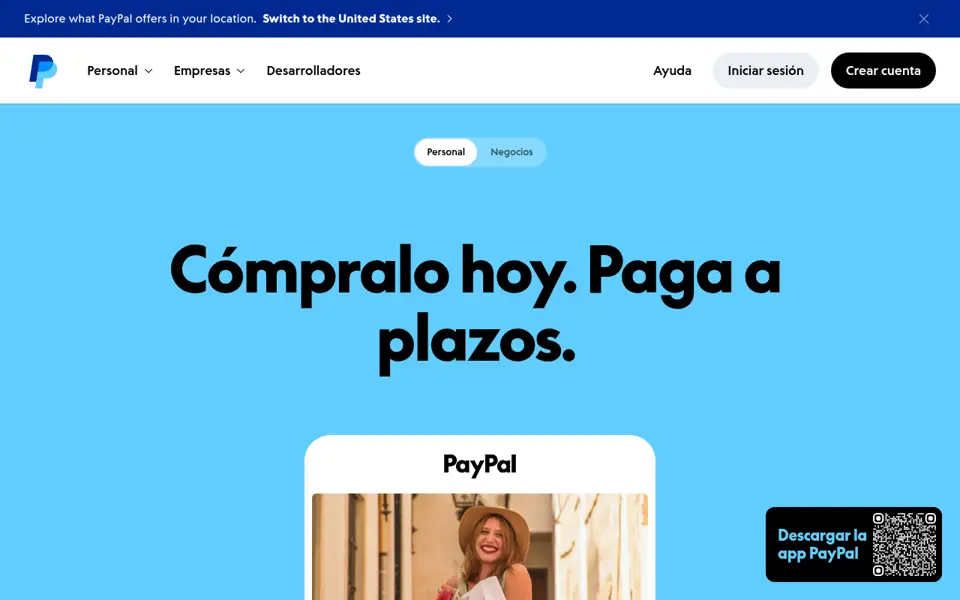 Explore what PayPal offers in your location. Switch to the United States site.
Personal Empresas Desarrolladores Ayuda Iniciar sesión Crear cuenta
Personal Negocios
Cómpralo hoy. Paga a
plazos.
PayPal
Descargar la
app PayPal